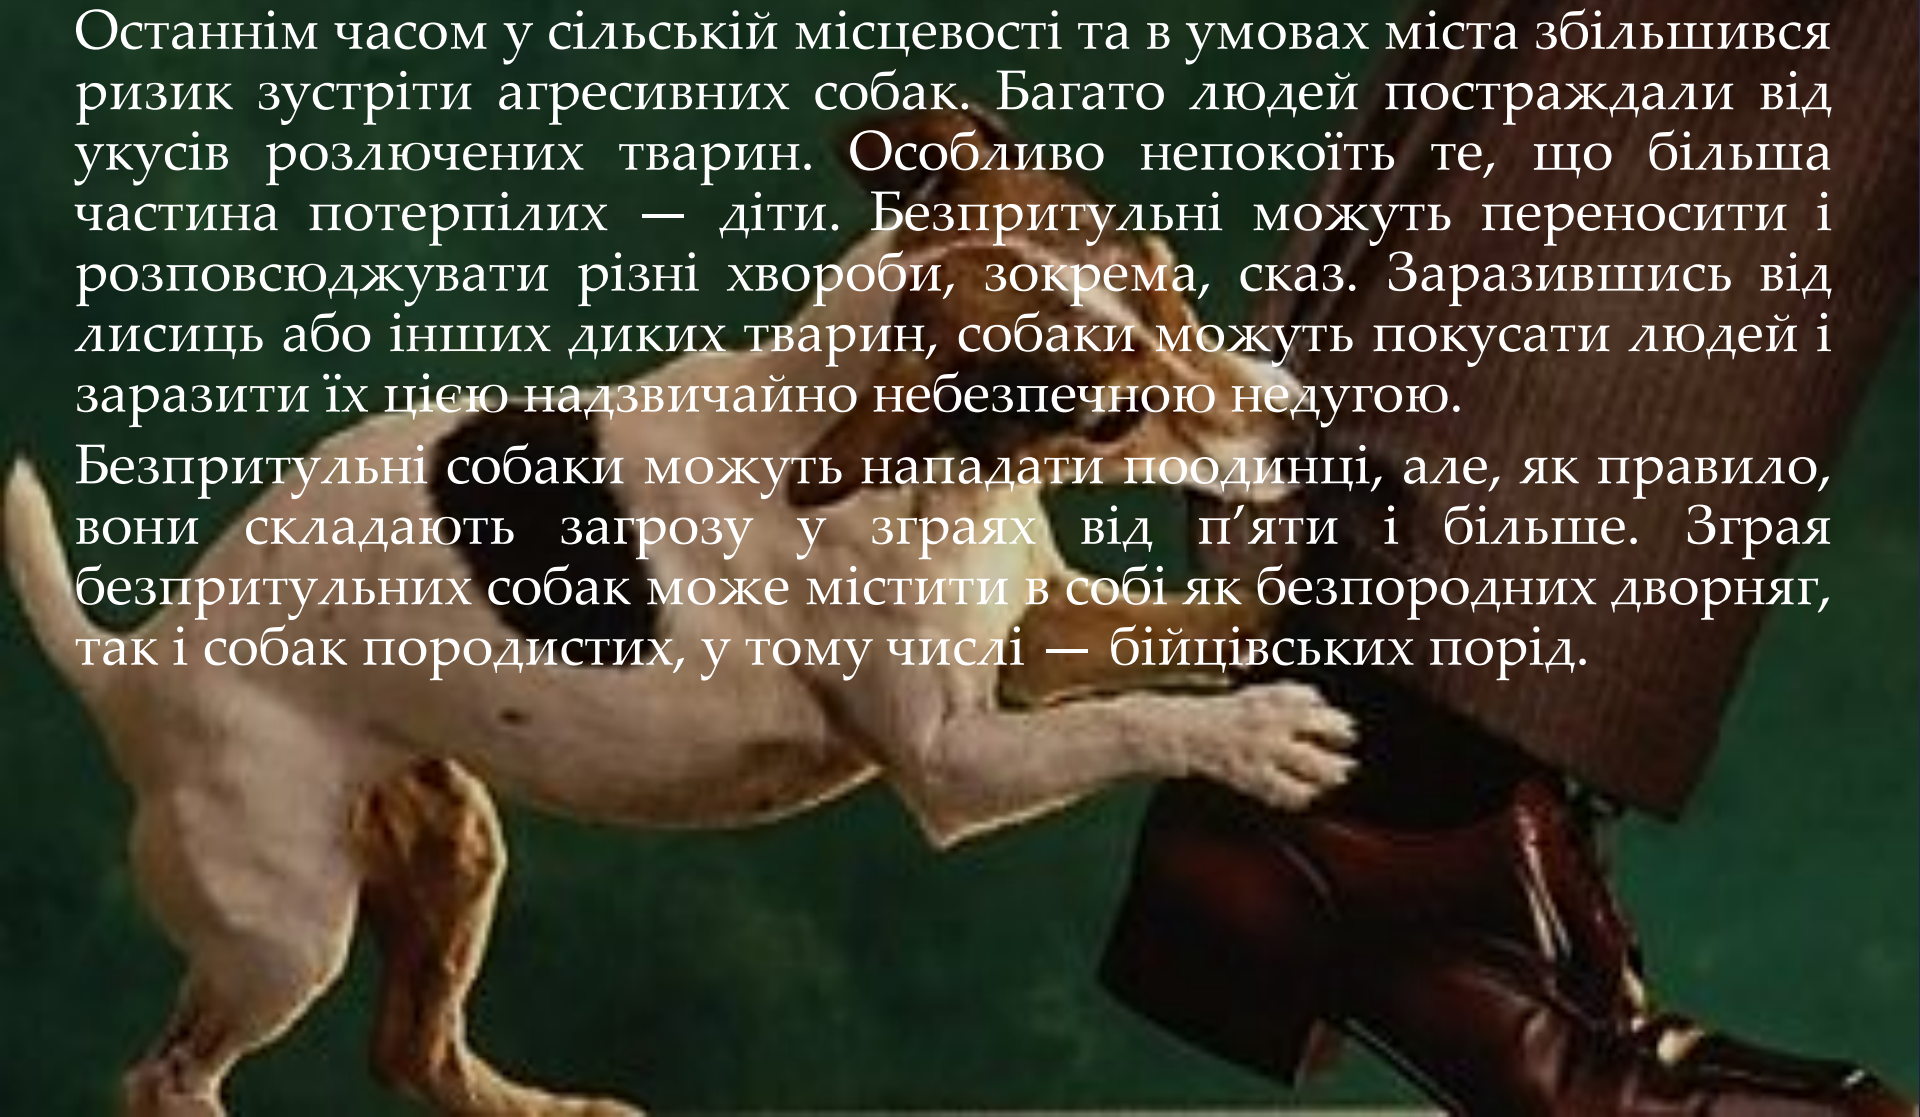 Останнім часом у сільській місцевості та в умовах міста збільшився
ризик зустріти агресивних собак. Багато людей постраждали від
укусів розлючених тварин. Особливо непокоїть те, що більша
частина потерпілих — діти. Безпритульні можуть переносити і
розповсюджувати різні хвороби, зокрема, сказ. Заразившись від
лисиць або інших диких тварин, собаки можуть покусати людей і
заразити їх цією надзвичайно небезпечною недугою.
Безпритульні собаки можуть нападати поодинці, але, як правило,
вони складають загрозу у зграях від п’яти і більше. Зграя
безпритульних собак може містити в собі як безпородних дворняг,
так і собак породистих, у тому числі — бійцівських порід.